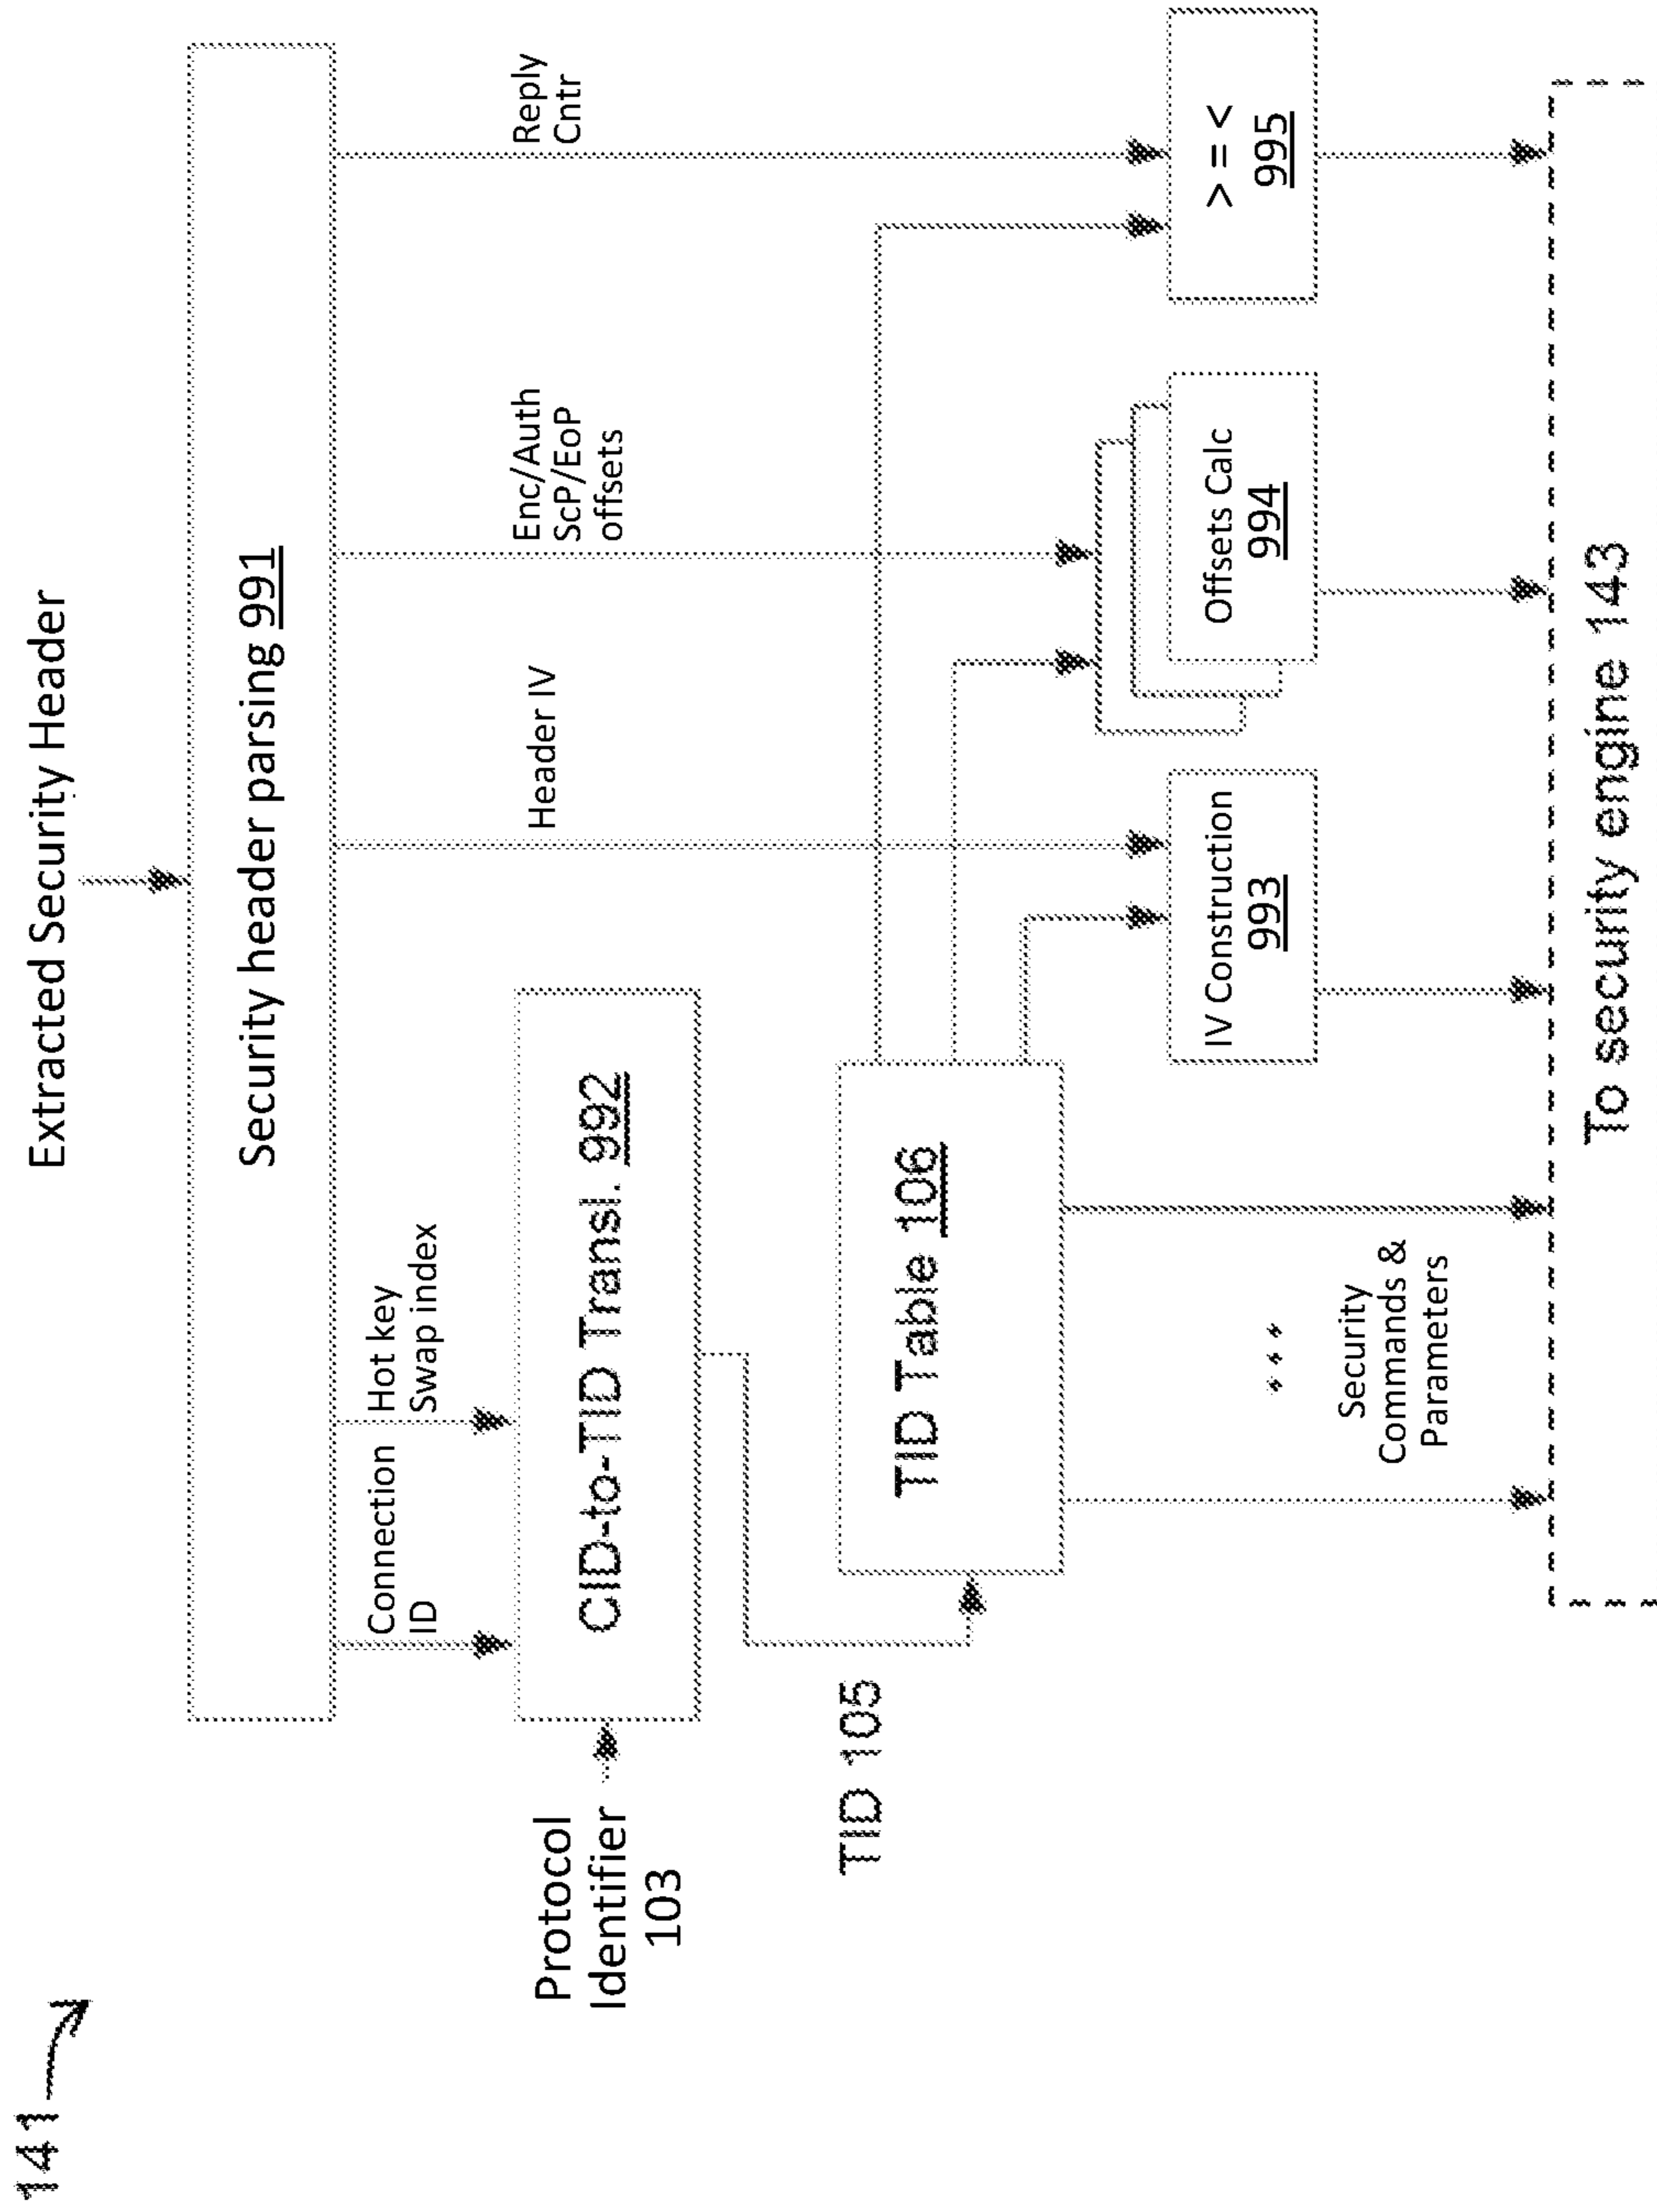 141
Extracted Security Header
Security header parsing 991
Connection
ID
Hot key
Swap index
Header IV
Enc/Auth
ScP/EoP
offsets
Reply
Cntr
Protocol
Identifier
103
CID-to-TID Transl. 992
TID 105
TID Table 106
IV Construction
993
Offsets Calc
994
> = <
995
Security
Commands &
Parameters
To security engine 143